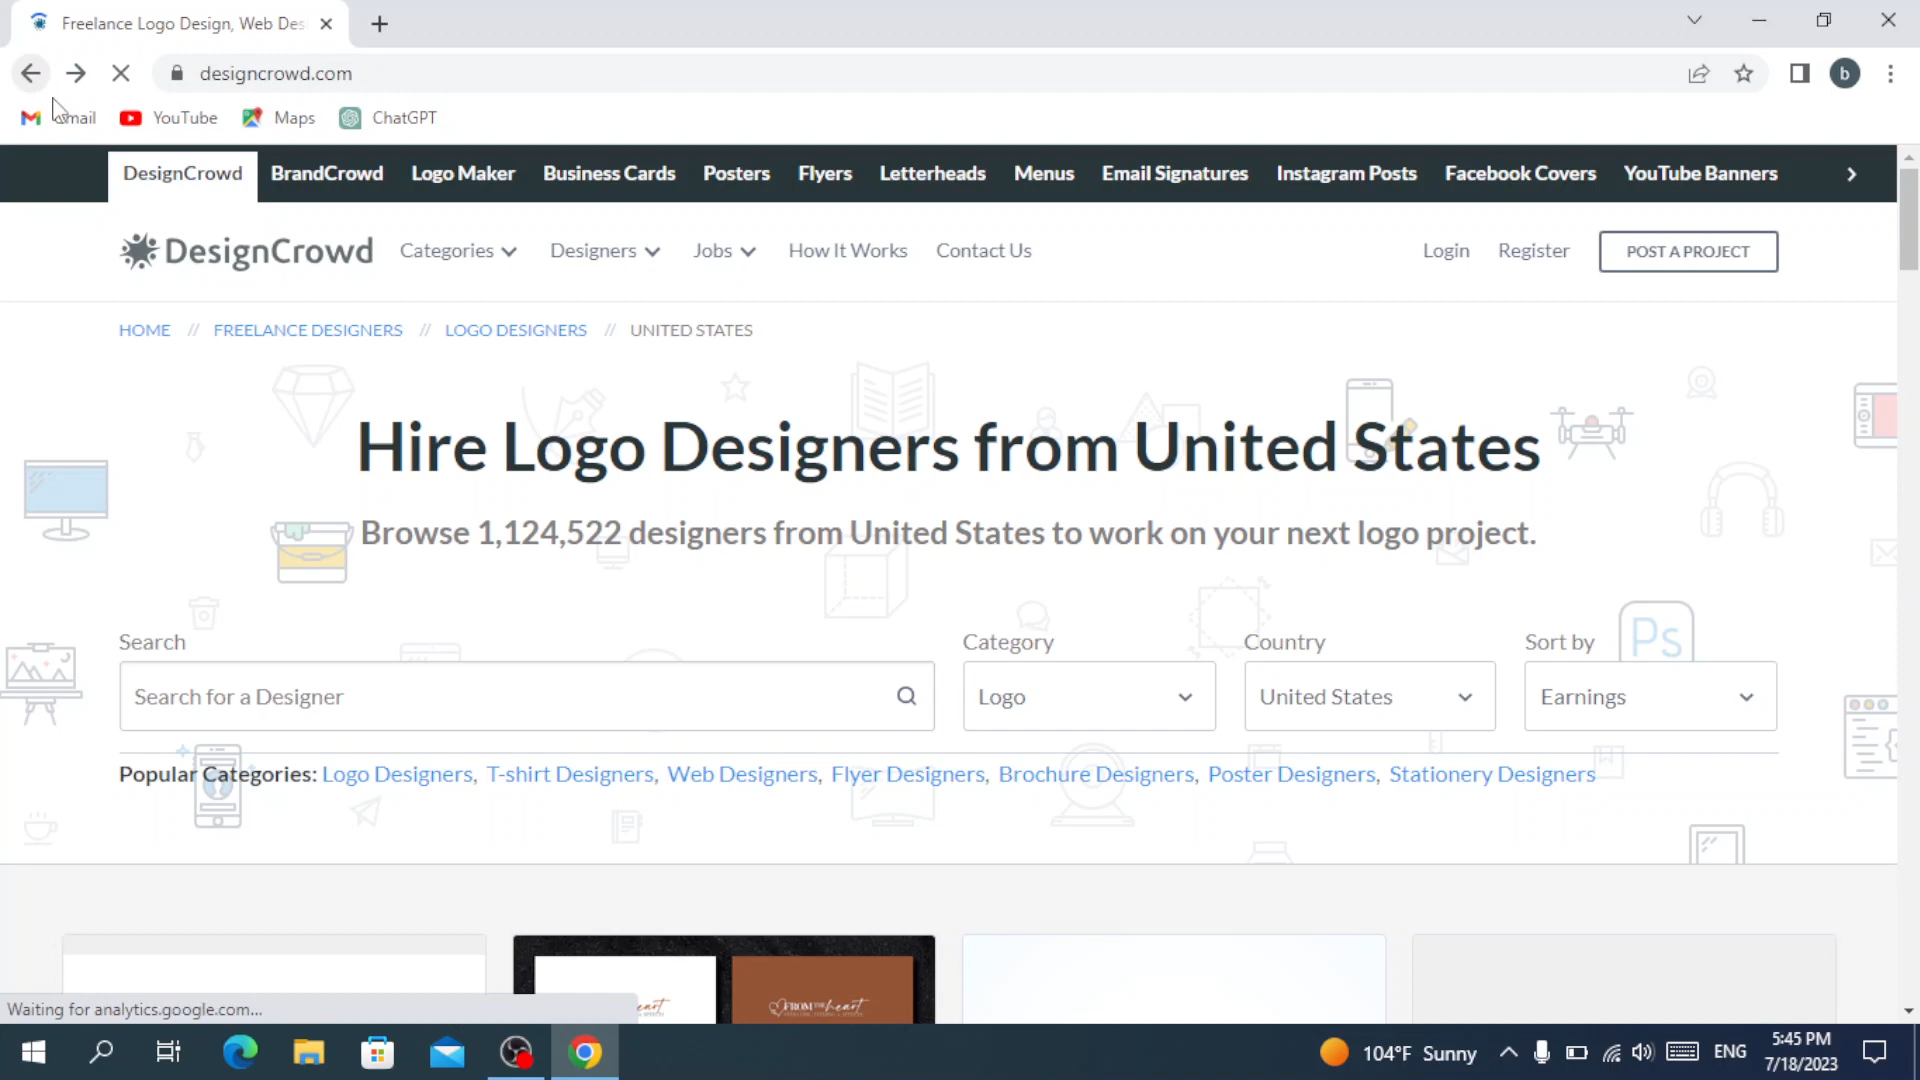 Freelance Logo Design, Web Des
designcrowd.com
Gmail YouTube Maps ChatGPT
DesignCrowd BrandCrowd Logo Maker Business Cards Posters Flyers Letterheads Menus Email Signatures Instagram Posts Facebook Covers YouTube Banners
DesignCrowd Categories Designers Jobs How It Works Contact Us Login Register POST A PROJECT
HOME // FREELANCE DESIGNERS // LOGO DESIGNERS // UNITED STATES
Hire Logo Designers from United States
Browse 1,124,522 designers from United States to work on your next logo project.
Search Category Country Sort by
Ps
Search for a Designer Logo United States Earnings
Popular Categories: Logo Designers, T-shirt Designers, Web Designers, Flyer Designers, Brochure Designers, Poster Designers, Stationery Designers
FROM THE heart
Waiting for analytics.google.com...
104°F Sunny ENG 5:45 PM
7/18/2023
b